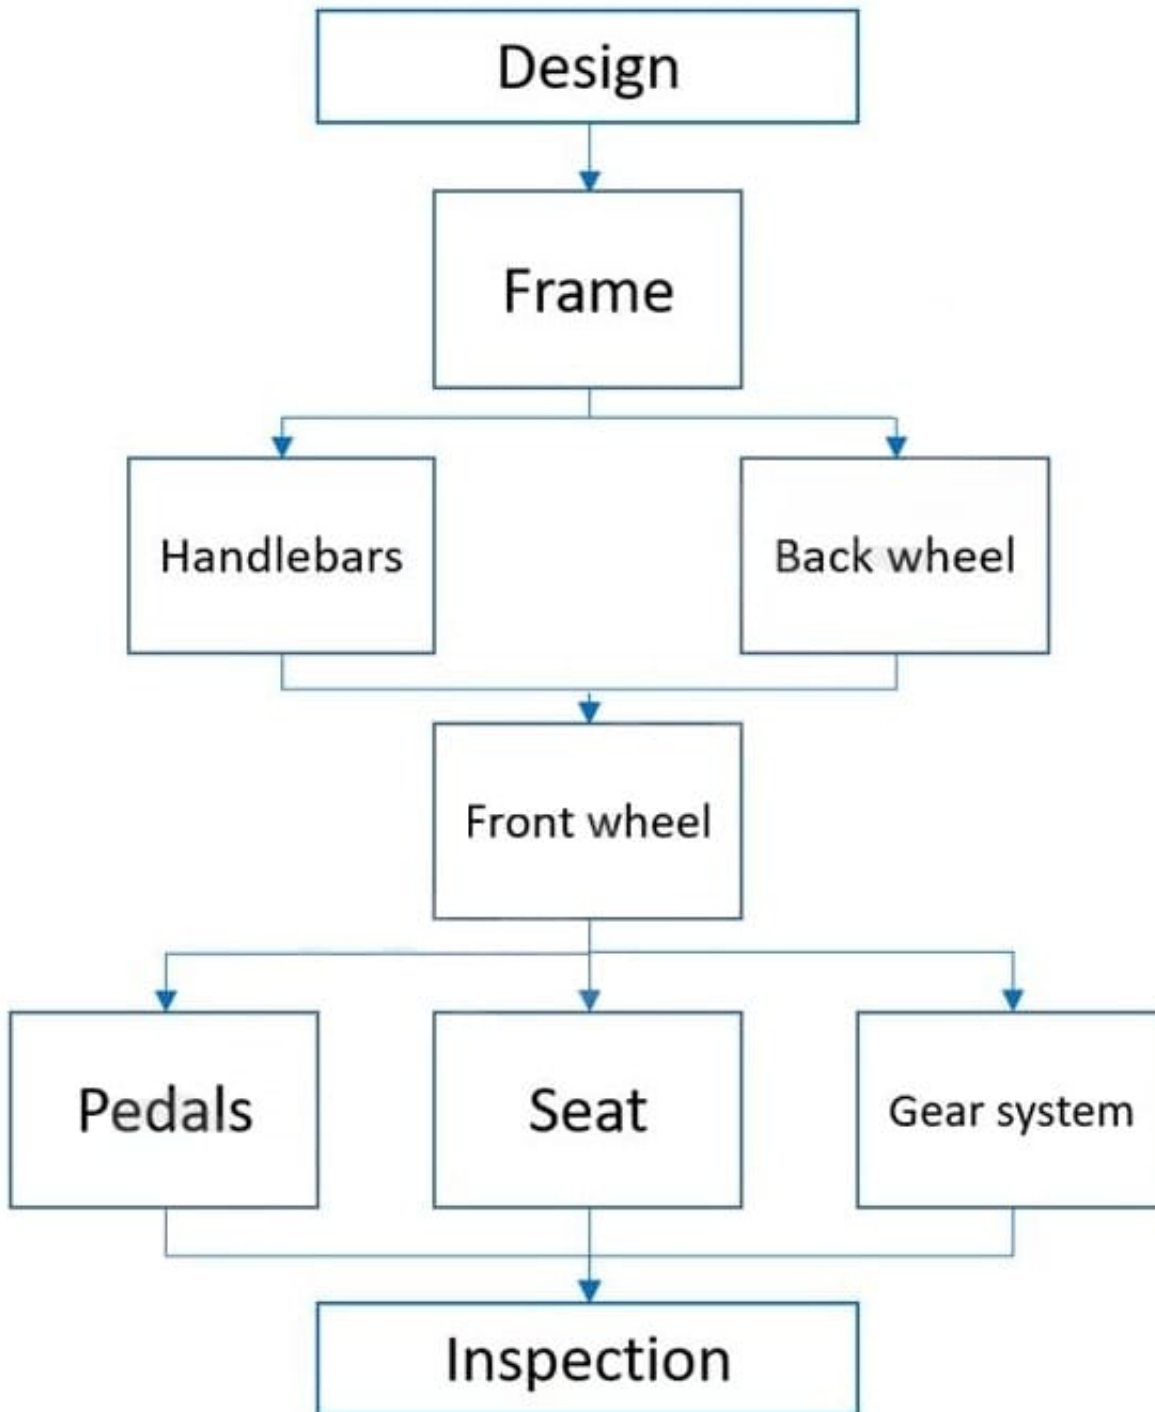 Design
Frame
Handlebars
Back wheel
Front wheel
Pedals
Seat
Gear system
Inspection